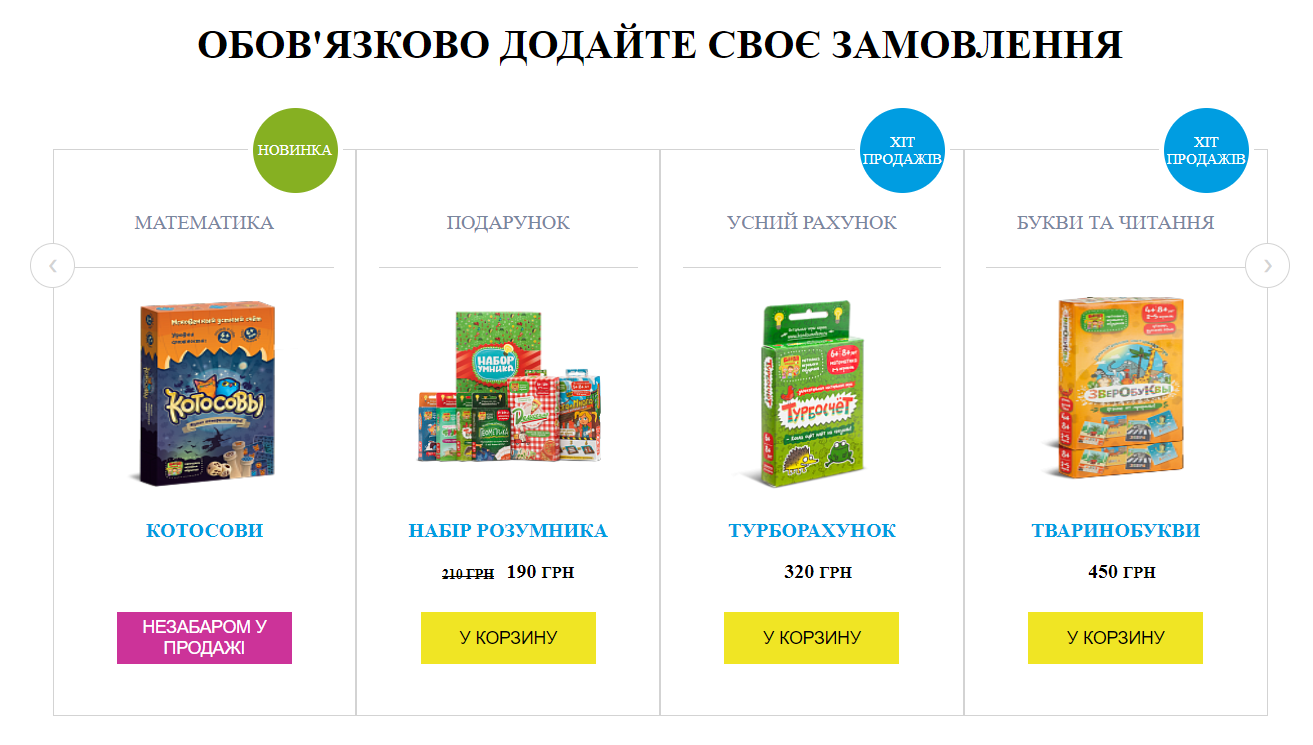 ОБОВ'ЯЗКОВО ДОДАЙТЕ СВОЄ ЗАМОВЛЕННЯ
НОВИНКА
ХІТ
ПРОДАЖІВ
ХІТ
ПРОДАЖІВ
МАТЕМАТИКА
ПОДАРУНОК
УСНИЙ РАХУНОК
БУКВИ ТА ЧИТАННЯ
КОТОСОВЫ
НАБОР
УМНИКА
ТУРБОСЧЕТ
ЗВЕРОБУКВЫ
КОТОСОВИ
НАБІР РОЗУМНИКА
ТУРБОРАХУНОК
ТВАРИНОБУКВИ
210 ГРН 190 ГРН
320 ГРН
450 ГРН
НЕЗАБАРОМ У
ПРОДАЖІ
У КОРЗИНУ
У КОРЗИНУ
У КОРЗИНУ